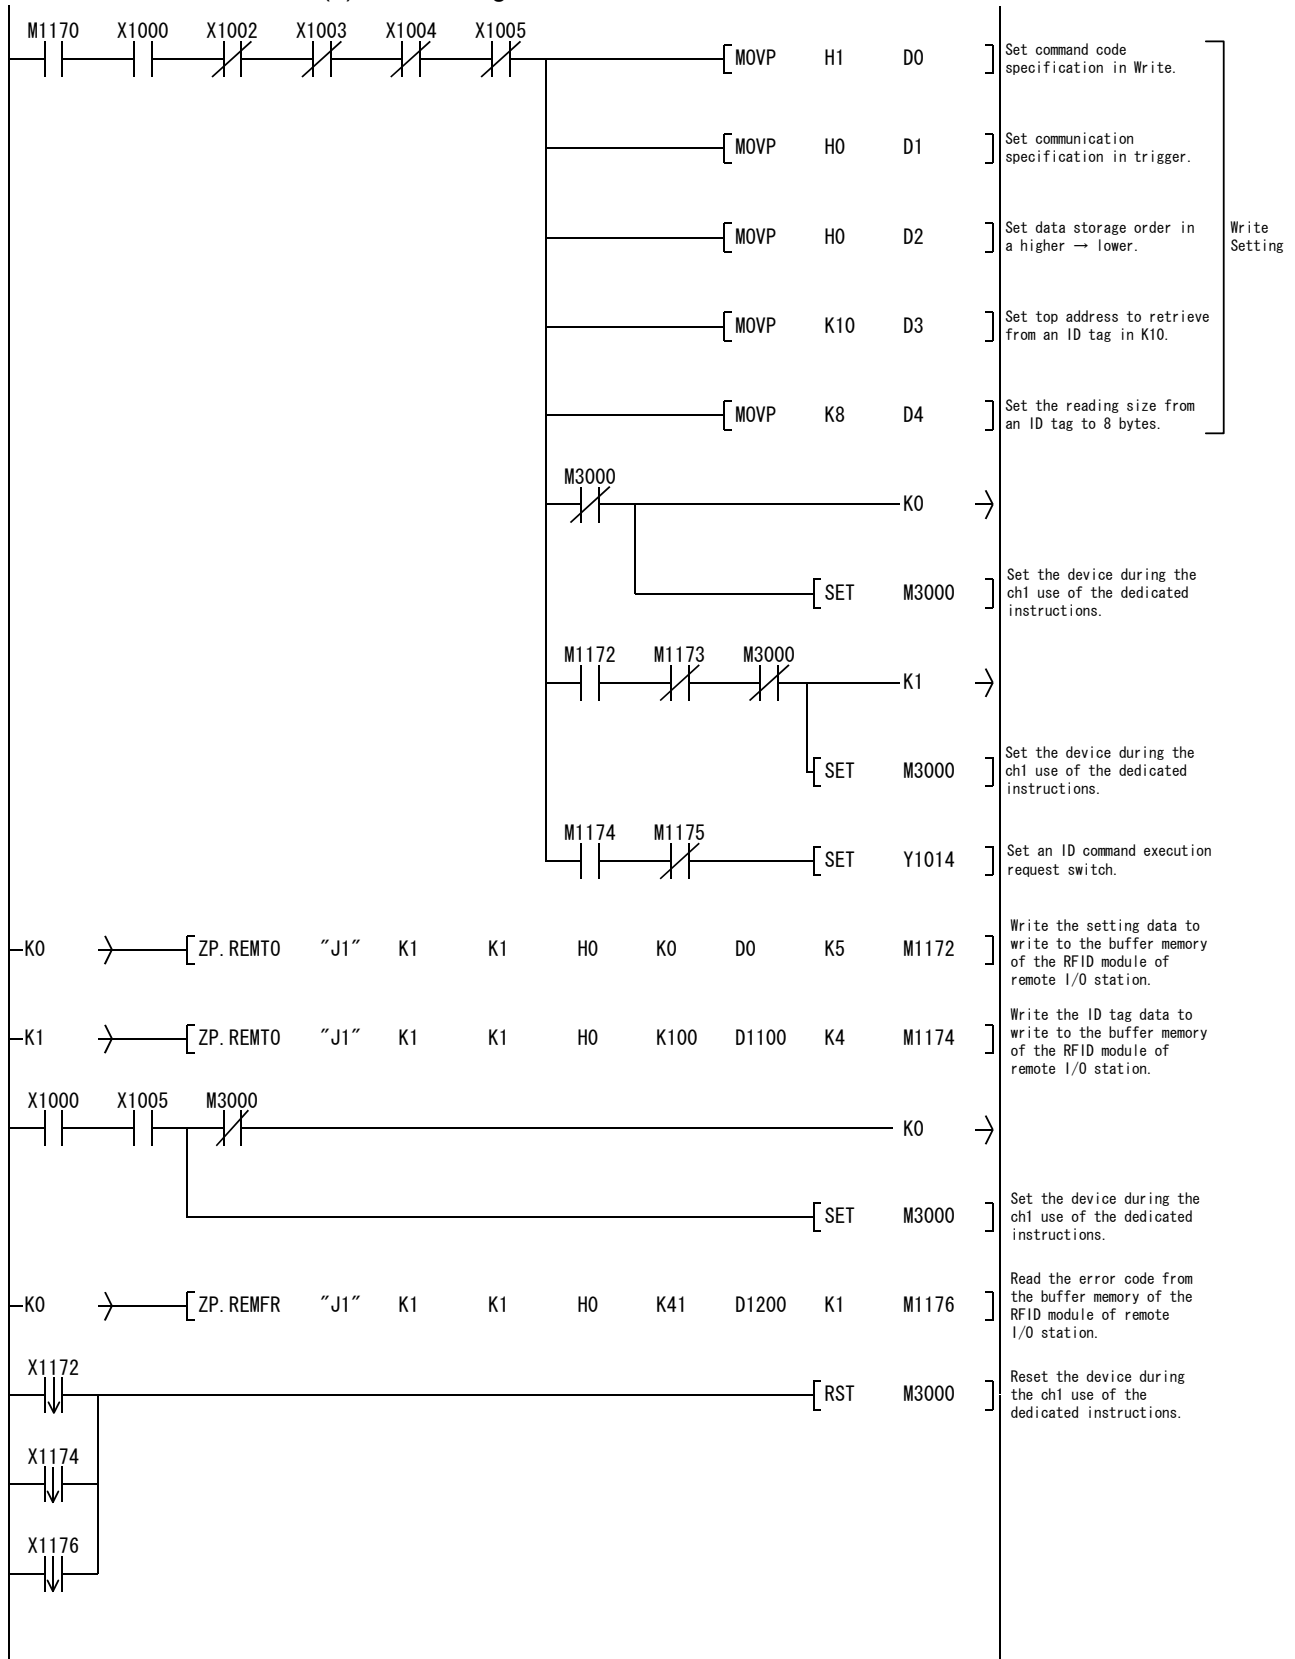 M1170 X1000 X1002 X1003 X1004 X1005
MOVP H1 D0
Set command code
specification in Write.
MOVP H0 D1
Set communication
specification in trigger.
MOVP H0 D2
Set data storage order in
a higher → lower.
Write
Setting
MOVP K10 D3
Set top address to retrieve
from an ID tag in K10.
MOVP K8 D4
Set the reading size from
an ID tag to 8 bytes.
M3000
K0
SET M3000
Set the device during the
ch1 use of the dedicated
instructions.
M1172 M1173 M3000
K1
SET M3000
Set the device during the
ch1 use of the dedicated
instructions.
M1174 M1175
SET Y1014
Set an ID command execution
request switch.
K0 ZP.REMTO "J1" K1 K1 H0 K0 D0 K5 M1172
Write the setting data to
write to the buffer memory
of the RFID module of
remote I/O station.
K1 ZP.REMTO "J1" K1 K1 H0 K100 D1100 K4 M1174
Write the ID tag data to
write to the buffer memory
of the RFID module of
remote I/O station.
X1000 X1005 M3000
K0
SET M3000
Set the device during the
ch1 use of the dedicated
instructions.
K0 ZP.REMFR "J1" K1 K1 H0 K41 D1200 K1 M1176
Read the error code from
the buffer memory of the
RFID module of remote
I/O station.
X1172
RST M3000
Reset the device during
the ch1 use of the
dedicated instructions.
X1174
X1176